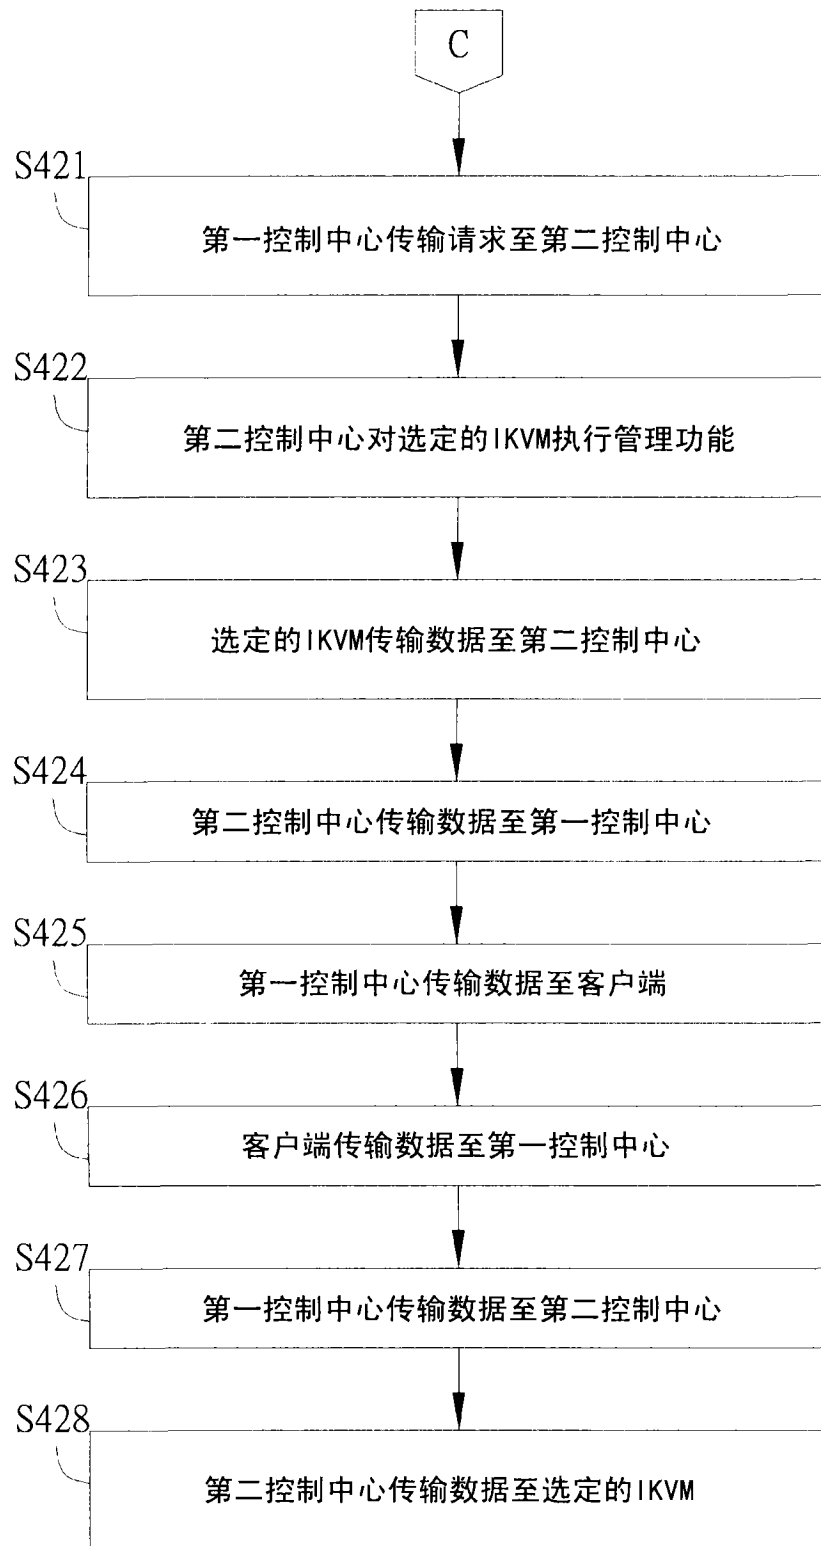 C
S421
第一控制中心传输请求至第二控制中心
S422
第二控制中心对选定的IKVM执行管理功能
S423
选定的IKVM传输数据至第二控制中心
S424
第二控制中心传输数据至第一控制中心
S425
第一控制中心传输数据至客户端
S426
客户端传输数据至第一控制中心
S427
第一控制中心传输数据至第二控制中心
S428
第二控制中心传输数据至选定的IKVM